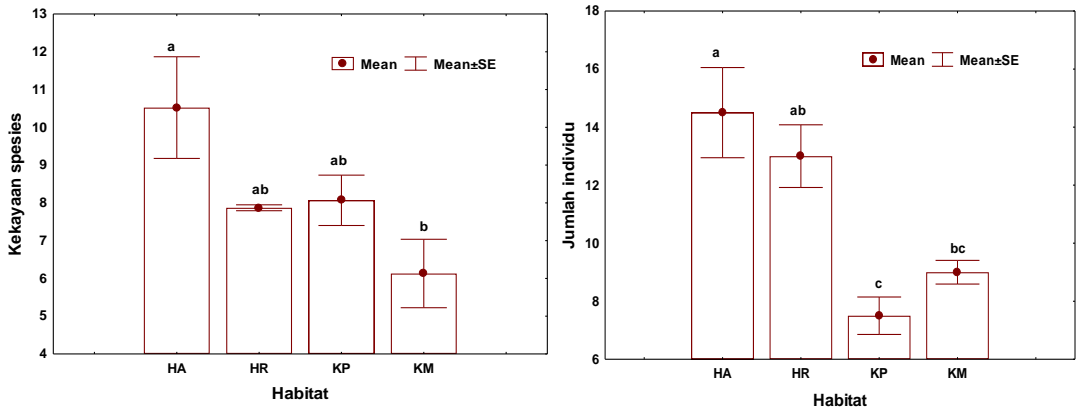 13
12
11
10
9
8
7
6
5
4
Kekayaan spesies
a
ab
ab
b
Mean Mean±SE
HA HR KP KM
Habitat
18
16
14
12
10
8
6
Jumlah individu
a
ab
c
bc
Mean Mean±SE
HA HR KP KM
Habitat